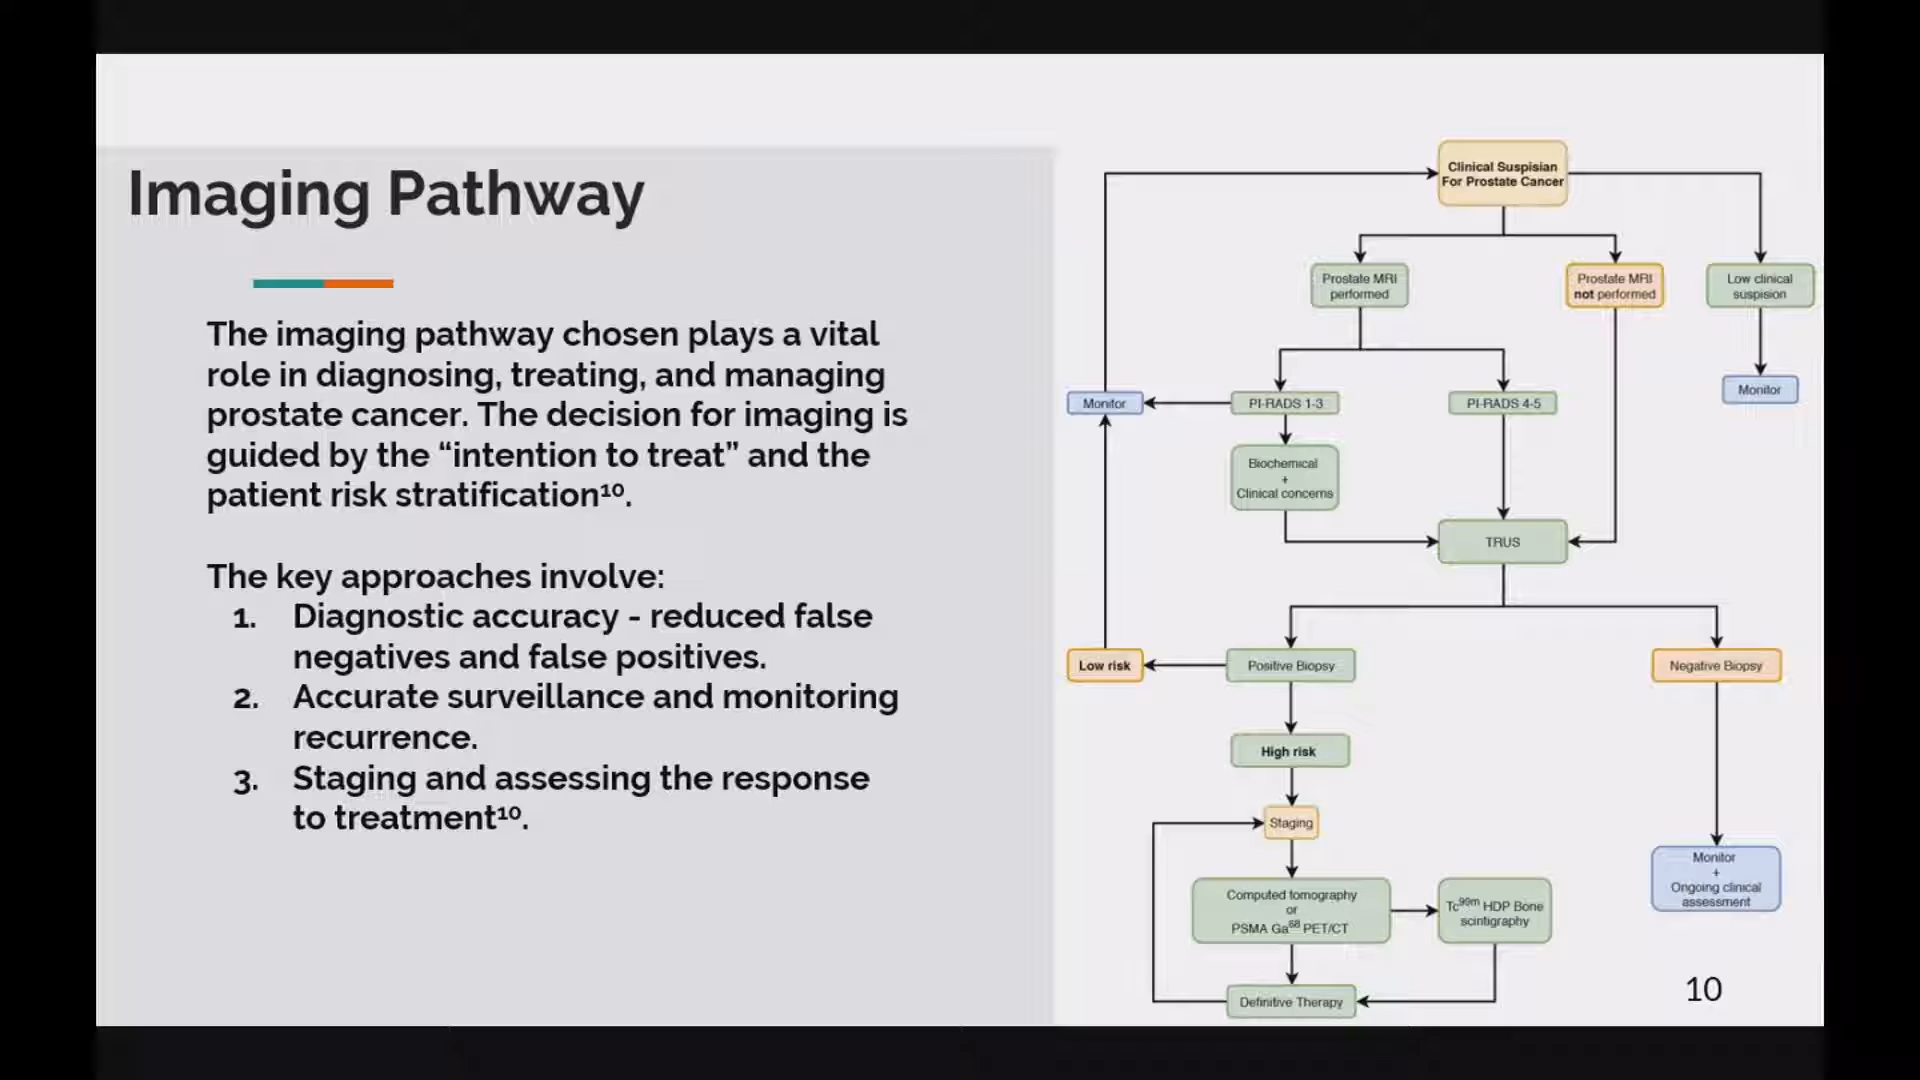 Imaging Pathway
The imaging pathway chosen plays a vital
role in diagnosing, treating, and managing
prostate cancer. The decision for imaging is
guided by the “intention to treat” and the
patient risk stratification¹⁰.
The key approaches involve:
1. Diagnostic accuracy - reduced false
negatives and false positives.
2. Accurate surveillance and monitoring
recurrence.
3. Staging and assessing the response
to treatment¹⁰.
Clinical Suspisian
For Prostate Cancer
Prostate MRI
performed
Prostate MRI
not performed
Low clinical
suspision
Monitor
PI-RADS 1-3
PI-RADS 4-5
Monitor
Biochemical
+
Clinical concerns
TRUS
Low risk
Positive Biopsy
Negative Biopsy
High risk
Staging
Computed tomography
or
PSMA Ga⁶⁸ PET/CT
Tc⁹⁹ᵐ HDP Bone
scintigraphy
Monitor
+
Ongoing clinical
assessment
Definitive Therapy
10